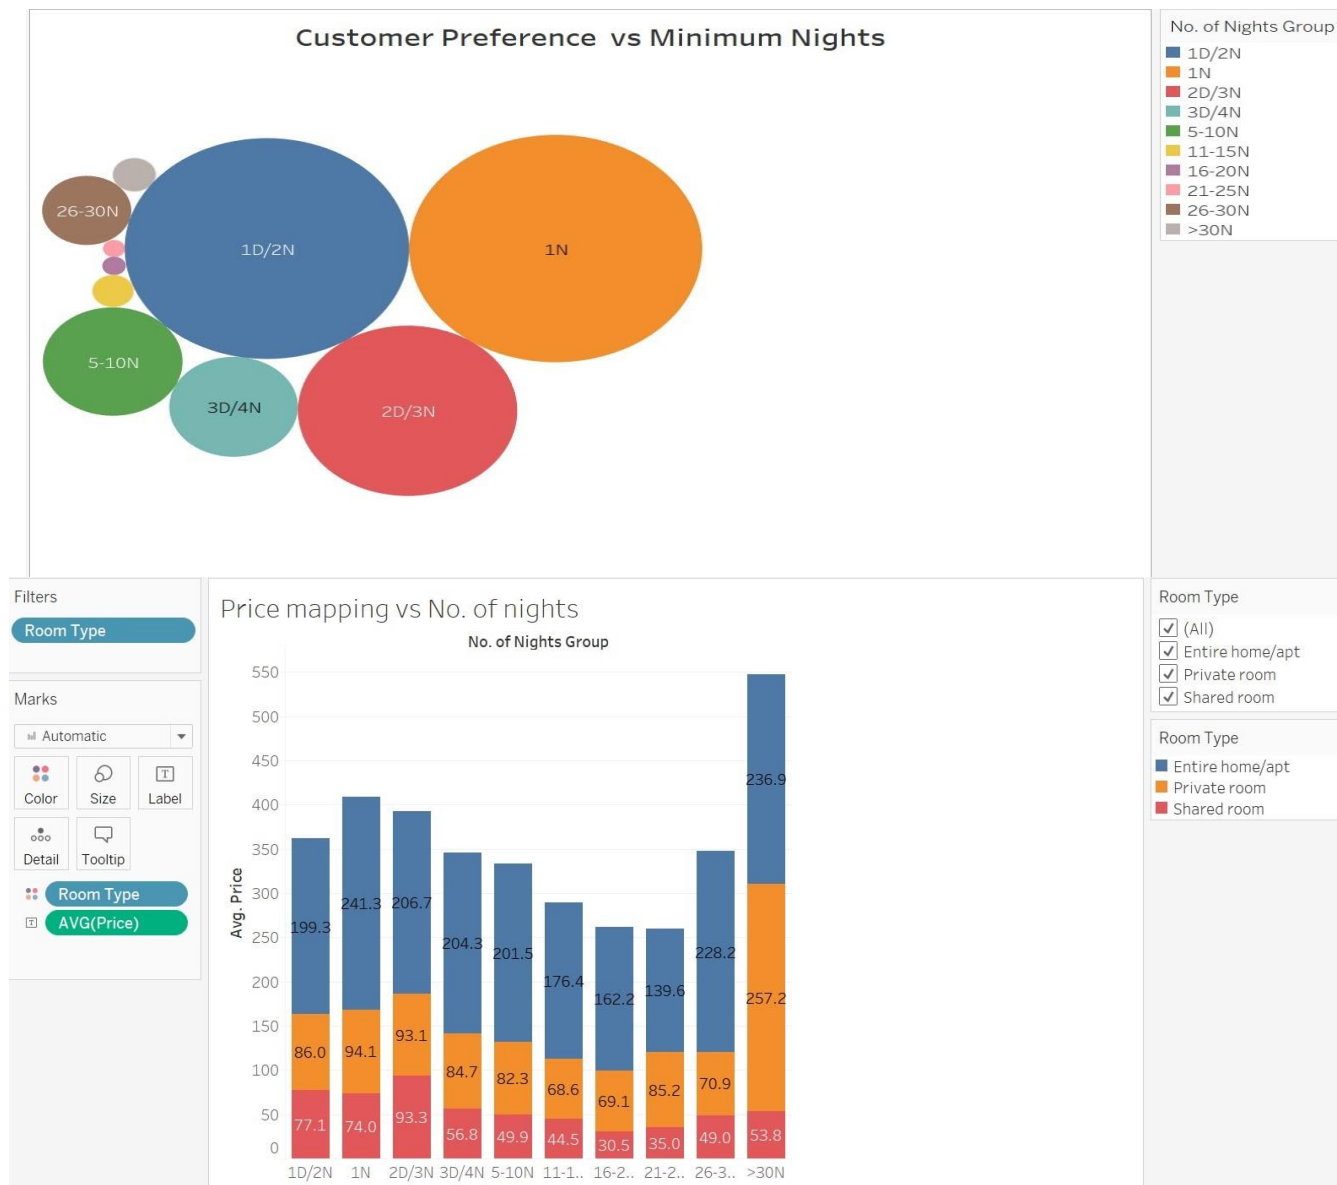 Customer Preference vs Minimum Nights
No. of Nights Group
1D/2N
1N
2D/3N
3D/4N
5-10N
11-15N
16-20N
21-25N
26-30N
>30N
26-30N
1D/2N
1N
5-10N
3D/4N
2D/3N
Filters
Room Type
Marks
Automatic
Color Size Label
Detail Tooltip
Room Type
AVG(Price)
Price mapping vs No. of nights
No. of Nights Group
Avg. Price
550
500
450
400
350
300
250
200
150
100
50
0
236.9
199.3 241.3 206.7 204.3 201.5 176.4 162.2 139.6 228.2
257.2
86.0 94.1 93.1 84.7 82.3 68.6 69.1 85.2 70.9
77.1 74.0 93.3 56.8 49.9 44.5 30.5 35.0 49.0 53.8
1D/2N 1N 2D/3N 3D/4N 5-10N 11-1.. 16-2.. 21-2.. 26-3.. >30N
Room Type
(All)
Entire home/apt
Private room
Shared room
Room Type
Entire home/apt
Private room
Shared room